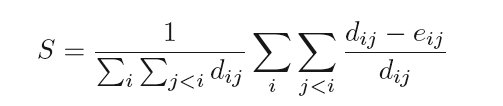 S = \frac{1}{\sum_i \sum_{j<i} d_{ij}} \sum_i \sum_{j<i} \frac{d_{ij} - e_{ij}}{d_{ij}}